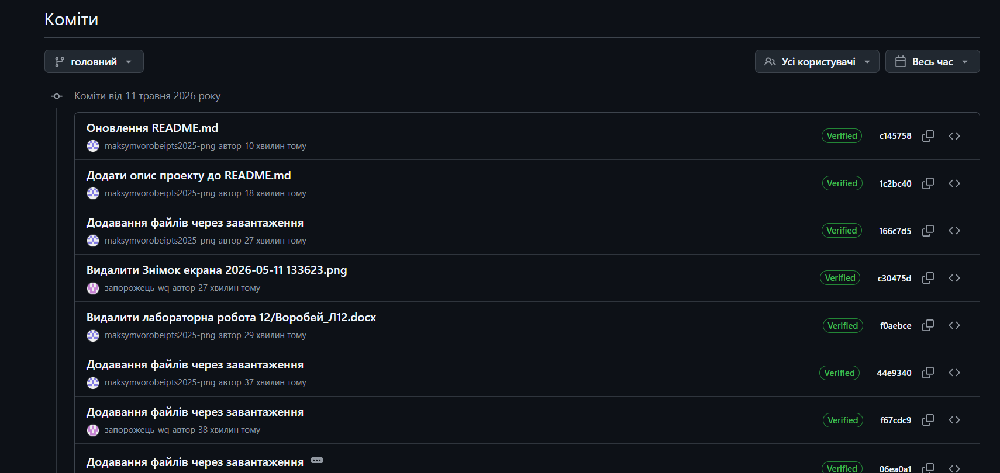 Коміти
головний
Усі користувачі
Весь час
Коміти від 11 травня 2026 року
Оновлення README.md
maksymvorobeipts2025-png автор 10 хвилин тому
Verified
c145758
Додати опис проекту до README.md
maksymvorobeipts2025-png автор 18 хвилин тому
Verified
1c2bc40
Додавання файлів через завантаження
maksymvorobeipts2025-png автор 27 хвилин тому
Verified
166c7d5
Видалити Знімок екрана 2026-05-11 133623.png
запорожець-wq автор 27 хвилин тому
Verified
c30475d
Видалити лабораторна робота 12/Воробей_Л12.docx
maksymvorobeipts2025-png автор 29 хвилин тому
Verified
f0aebce
Додавання файлів через завантаження
maksymvorobeipts2025-png автор 37 хвилин тому
Verified
44e9340
Додавання файлів через завантаження
запорожець-wq автор 38 хвилин тому
Verified
f67cdc9
Додавання файлів через завантаження
Verified
06ea0a1